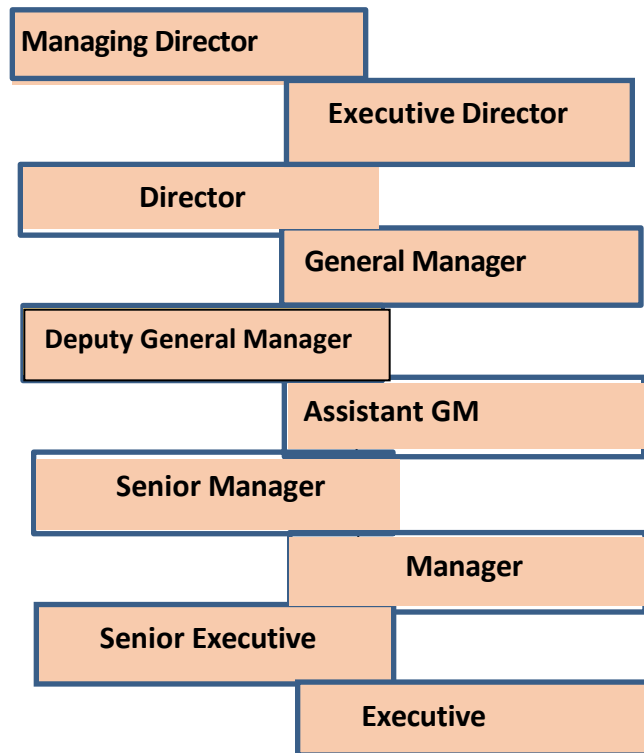 Managing Director
Executive Director
Director
General Manager
Deputy General Manager
Assistant GM
Senior Manager
Manager
Senior Executive
Executive